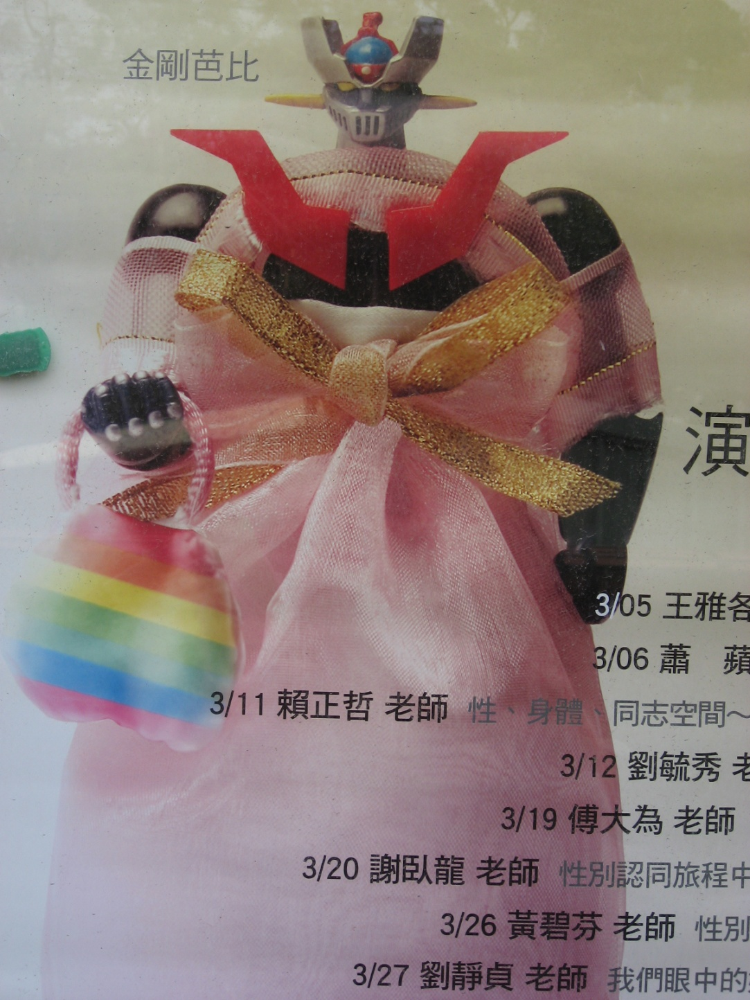 金剛芭比
演
3/05 王雅各
3/06 蕭 蘋
3/11 賴正哲 老師 性、身體、同志空間～
3/12 劉毓秀 老
3/19 傅大為 老師
3/20 謝臥龍 老師 性別認同旅程中
3/26 黃碧芬 老師 性別
3/27 劉靜貞 老師 我們眼中的